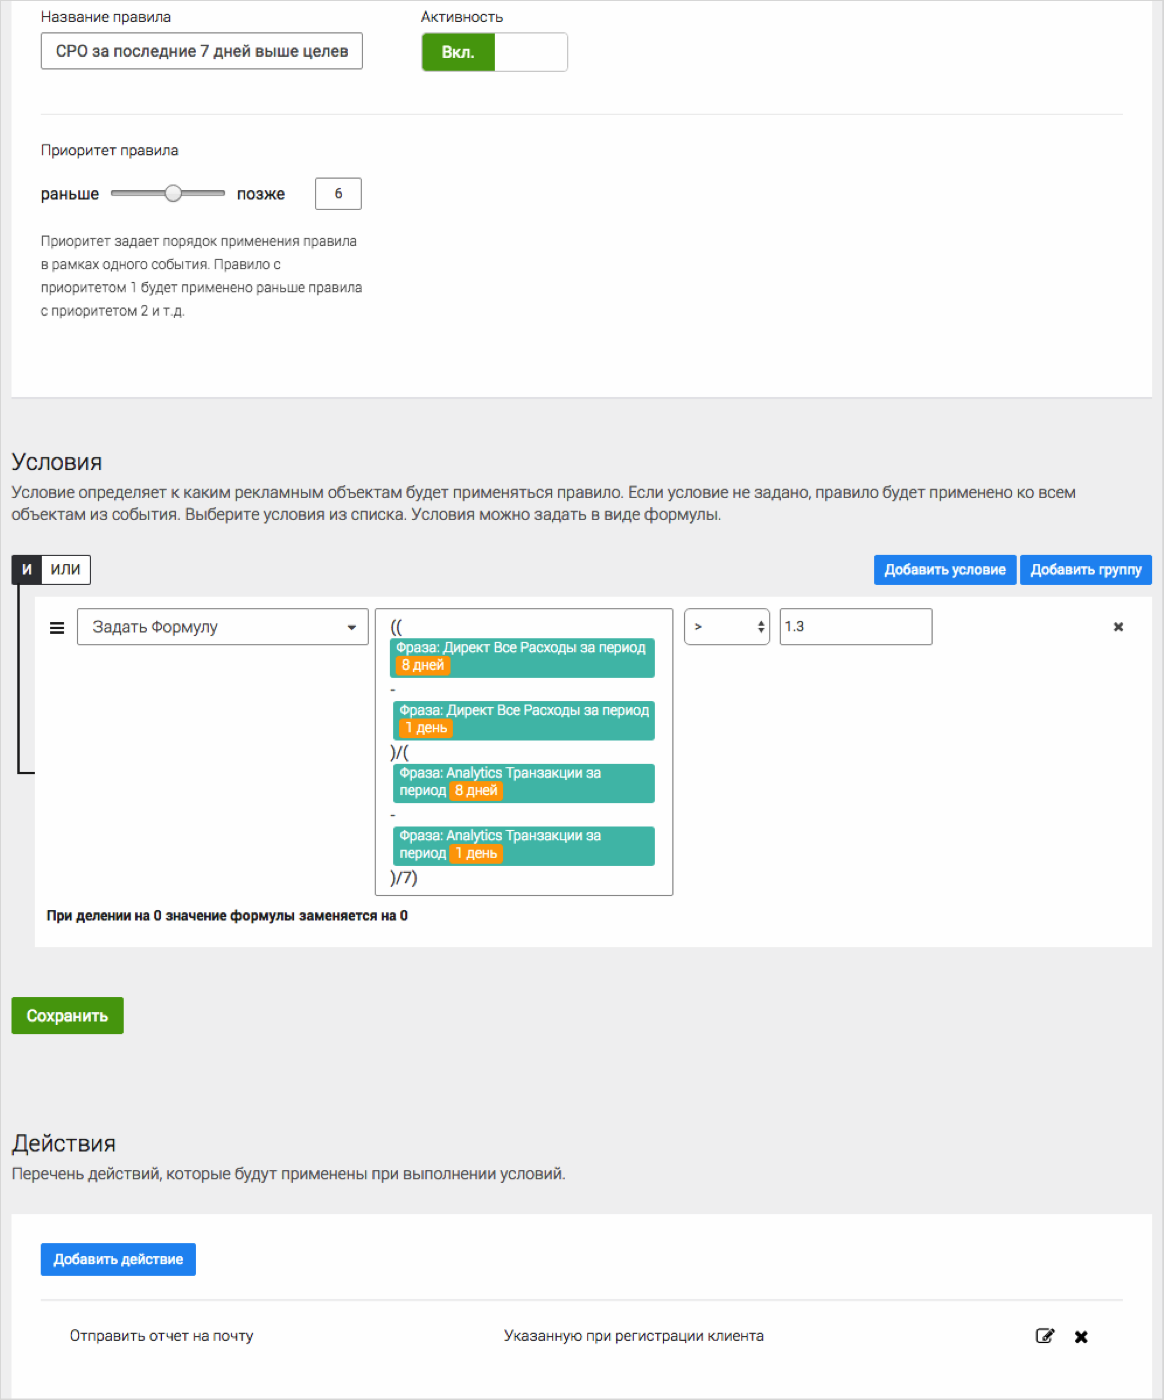 Название правила
Активность
CPO за последние 7 дней выше целев
Вкл.
Приоритет правила
раньше
позже
6
Приоритет задает порядок применения правила
в рамках одного события. Правило с
приоритетом 1 будет применено раньше правила
с приоритетом 2 и т.д.
Условия
Условие определяет к каким рекламным объектам будет применяться правило. Если условие не задано, правило будет применено ко всем
объектам из события. Выберите условия из списка. Условия можно задать в виде формулы.
И ИЛИ
Добавить условие
Добавить группу
Задать Формулу
((
>
1.3
Фраза: Директ Все Расходы за период
8 дней
-
Фраза: Директ Все Расходы за период
1 день
)/(
Фраза: Analytics Транзакции за
период 8 дней
-
Фраза: Analytics Транзакции за
период 1 день
)/7)
При делении на 0 значение формулы заменяется на 0
Сохранить
Действия
Перечень действий, которые будут применены при выполнении условий.
Добавить действие
Отправить отчет на почту
Указанную при регистрации клиента